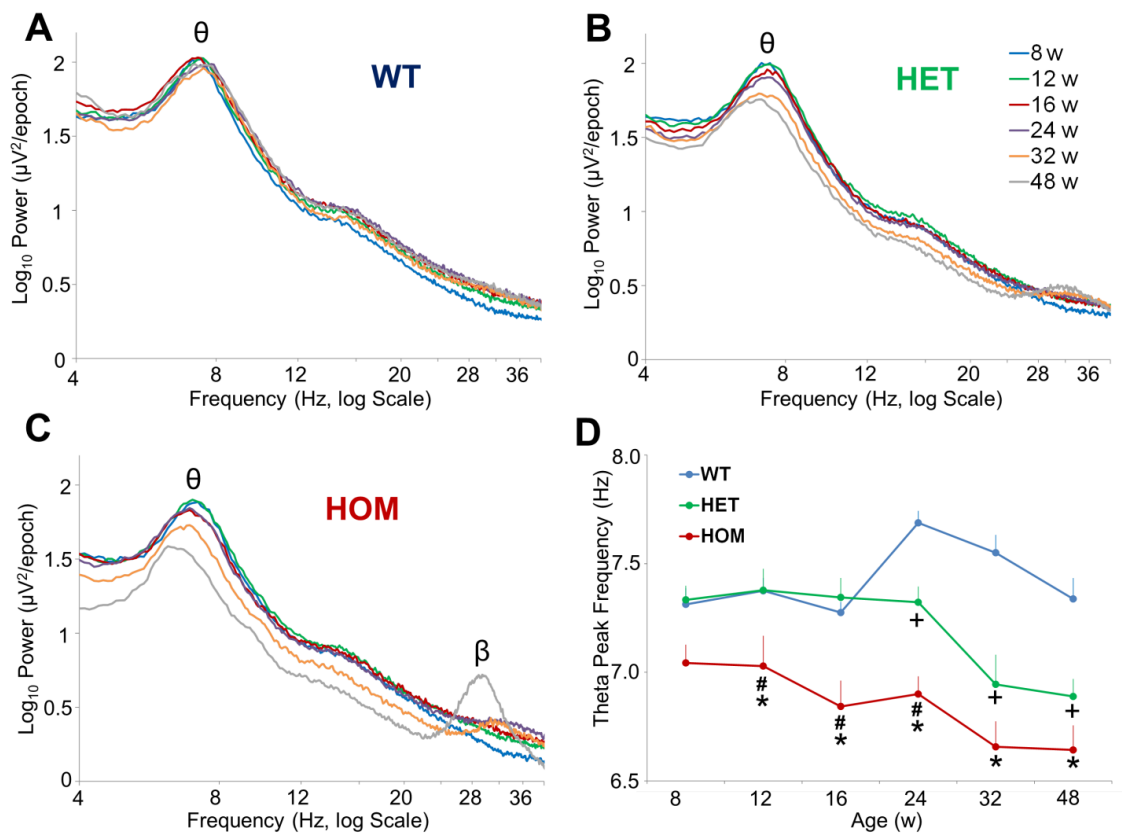 A
θ
WT
2
1.5
1
0.5
0
Log₁₀ Power (µV²/epoch)
4
8
12
20
28
36
Frequency (Hz, log Scale)
B
θ
HET
8 w
12 w
16 w
24 w
32 w
48 w
2
1.5
1
0.5
0
Log₁₀ Power (µV²/epoch)
4
8
12
20
28
36
Frequency (Hz, log Scale)
C
θ
HOM
β
2
1.5
1
0.5
0
Log₁₀ Power (µV²/epoch)
4
8
12
20
28
36
Frequency (Hz, log Scale)
D
8.0
7.5
7.0
6.5
Theta Peak Frequency (Hz)
WT
HET
HOM
+
+
+
#
*
#
*
#
*
*
*
8
12
16
24
32
48
Age (w)